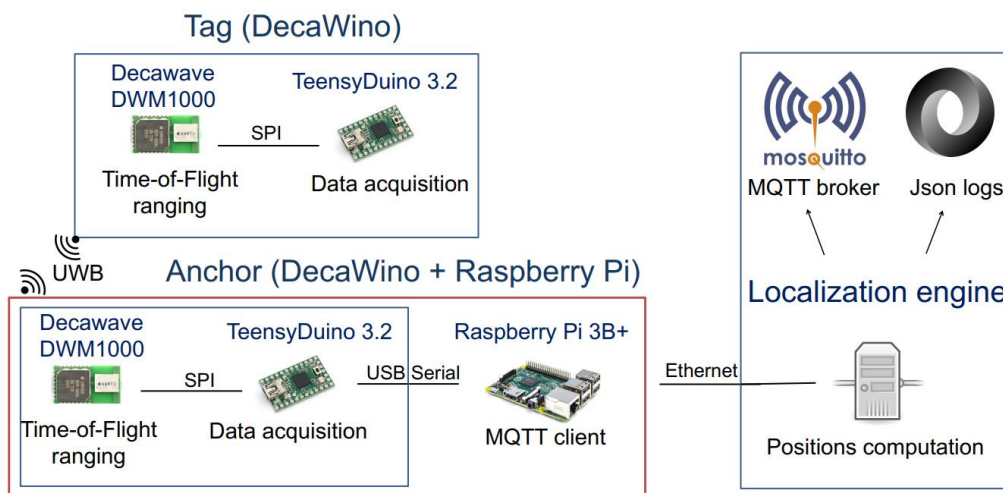 Tag (DecaWino)
Decawave
DWM1000
TeensyDuino 3.2
SPI
Time-of-Flight
ranging
Data acquisition
UWB
Anchor (DecaWino + Raspberry Pi)
Decawave
DWM1000
TeensyDuino 3.2
Raspberry Pi 3B+
SPI
USB Serial
Time-of-Flight
ranging
Data acquisition
MQTT client
Ethernet
mosquitto
MQTT broker
Json logs
Localization engine
Positions computation